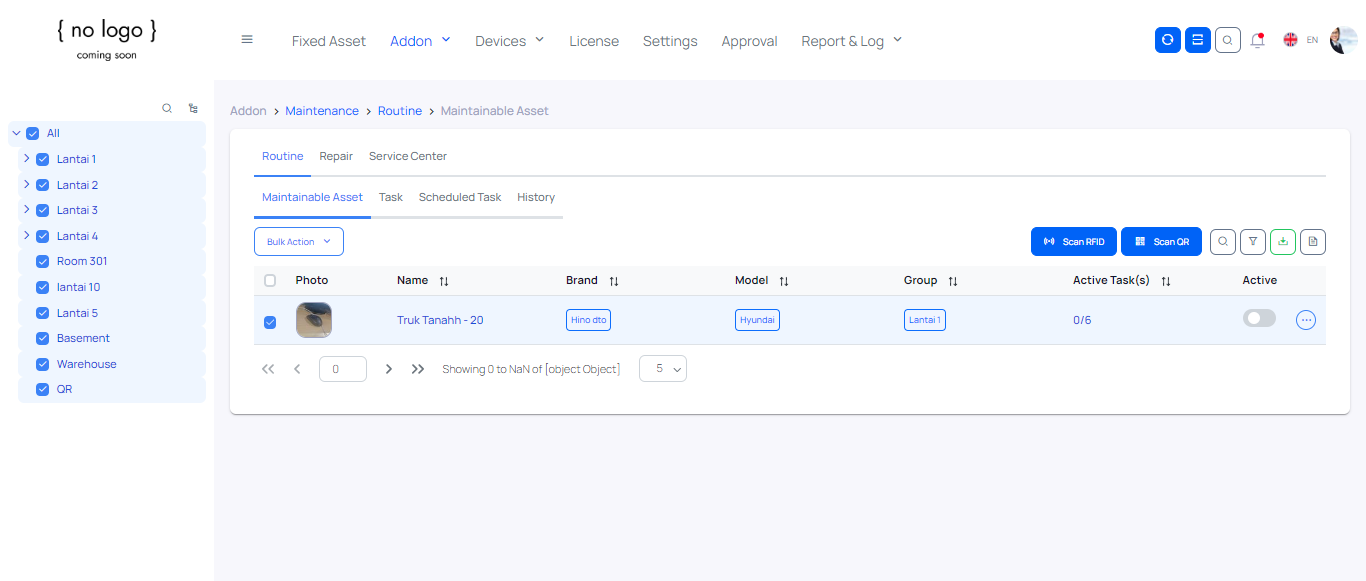 { no logo }
coming soon
Fixed Asset Addon Devices License Settings Approval Report & Log EN
All
Lantai 1
Lantai 2
Lantai 3
Lantai 4
Room 301
lantai 10
Lantai 5
Basement
Warehouse
QR
Addon > Maintenance > Routine > Maintainable Asset
Routine Repair Service Center
Maintainable Asset Task Scheduled Task History
Bulk Action Scan RFID Scan QR
Photo Name Brand Model Group Active Task(s) Active
Truk Tanahh - 20 Hino dto Hyundai Lantai 1 0/6
0 Showing 0 to NaN of [object Object] 5